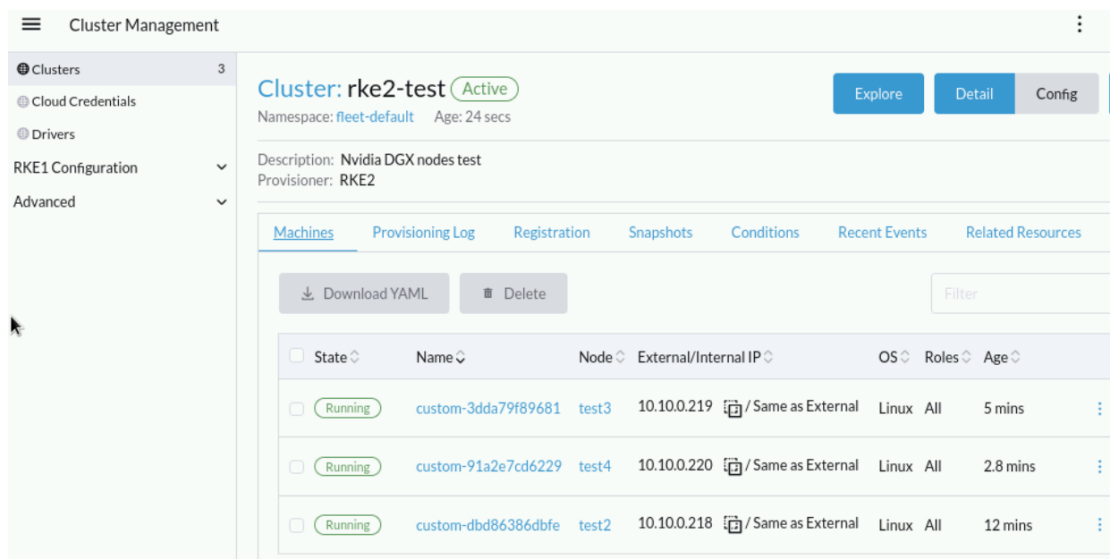 Cluster Management
Clusters 3
Cloud Credentials
Drivers
RKE1 Configuration
Advanced
Cluster: rke2-test Active
Namespace: fleet-default Age: 24 secs
Explore Detail Config
Description: Nvidia DGX nodes test
Provisioner: RKE2
Machines Provisioning Log Registration Snapshots Conditions Recent Events Related Resources
Download YAML Delete Filter
State Name Node External/Internal IP OS Roles Age
Running custom-3dda79f89681 test3 10.10.0.219 / Same as External Linux All 5 mins
Running custom-91a2e7cd6229 test4 10.10.0.220 / Same as External Linux All 2.8 mins
Running custom-dbd86386dbfe test2 10.10.0.218 / Same as External Linux All 12 mins